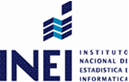 INEI
INSTITUTO
NACIONAL DE
ESTADISTICA E
INFORMATICA